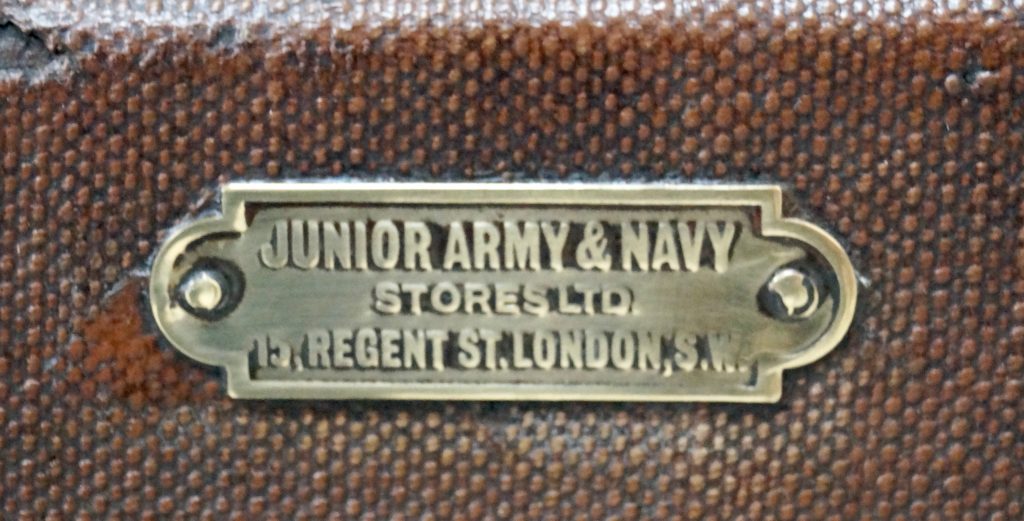 JUNIOR ARMY & NAVY
STORES LTD.
15, REGENT ST. LONDON, S.W.